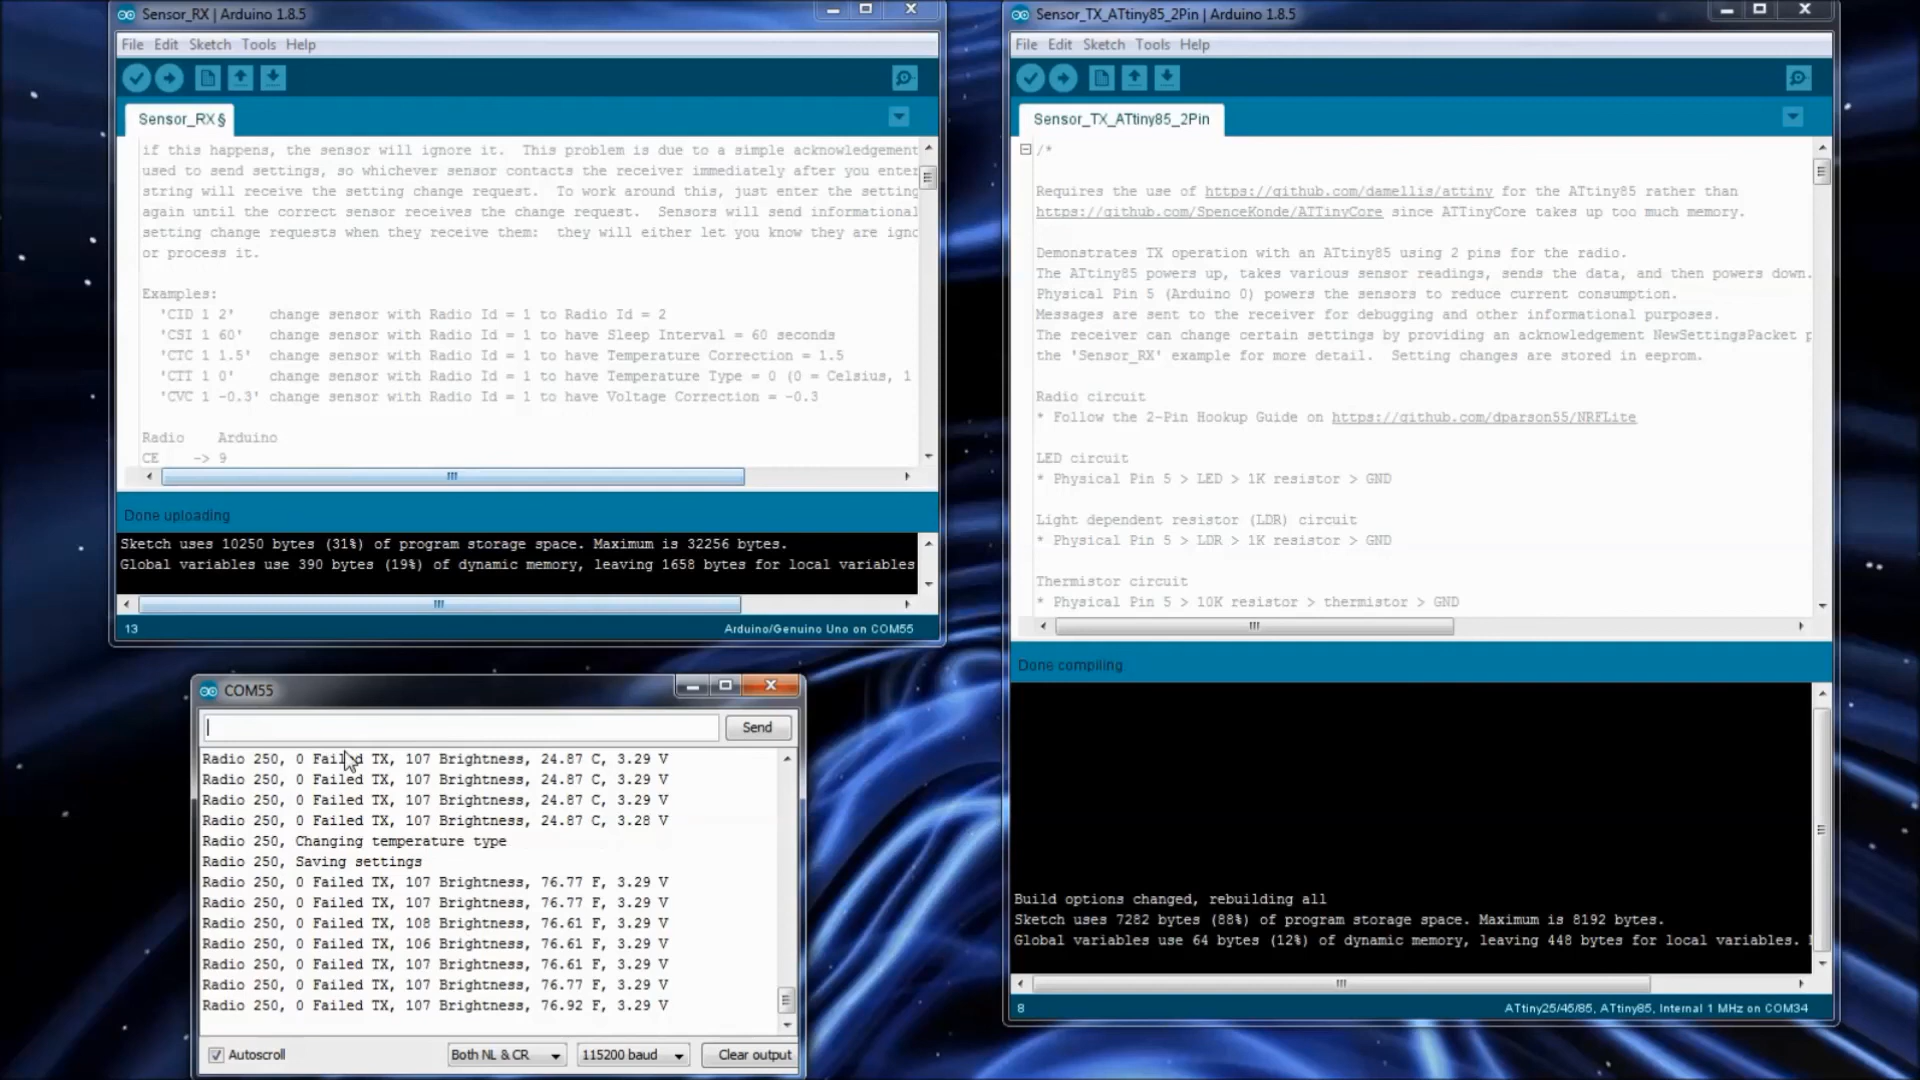 Sensor_RX | Arduino 1.8.5
File Edit Sketch Tools Help
Sensor_RX §
if this happens, the sensor will ignore it. This problem is due to a simple acknowledgement
used to send settings, so whichever sensor contacts the receiver immediately after you enter
string will receive the setting change request. To work around this, just enter the setting
again until the correct sensor receives the change request. Sensors will send informational
setting change requests when they receive them: they will either let you know they are igno
or process it.
Examples:
'CID 1 2' change sensor with Radio Id = 1 to Radio Id = 2
'CSI 1 60' change sensor with Radio Id = 1 to have Sleep Interval = 60 seconds
'CTC 1 1.5' change sensor with Radio Id = 1 to have Temperature Correction = 1.5
'CTT 1 0' change sensor with Radio Id = 1 to have Temperature Type = 0 (0 = Celsius, 1
'CVC 1 -0.3' change sensor with Radio Id = 1 to have Voltage Correction = -0.3
Radio Arduino
CE -> 9
Done uploading
Sketch uses 10250 bytes (31%) of program storage space. Maximum is 32256 bytes.
Global variables use 390 bytes (19%) of dynamic memory, leaving 1658 bytes for local variables
13
Arduino/Genuino Uno on COM55
COM55
Send
Radio 250, 0 Failed TX, 107 Brightness, 24.87 C, 3.29 V
Radio 250, 0 Failed TX, 107 Brightness, 24.87 C, 3.29 V
Radio 250, 0 Failed TX, 107 Brightness, 24.87 C, 3.29 V
Radio 250, 0 Failed TX, 107 Brightness, 24.87 C, 3.28 V
Radio 250, Changing temperature type
Radio 250, Saving settings
Radio 250, 0 Failed TX, 107 Brightness, 76.77 F, 3.29 V
Radio 250, 0 Failed TX, 107 Brightness, 76.77 F, 3.29 V
Radio 250, 0 Failed TX, 108 Brightness, 76.61 F, 3.29 V
Radio 250, 0 Failed TX, 106 Brightness, 76.61 F, 3.29 V
Radio 250, 0 Failed TX, 107 Brightness, 76.61 F, 3.29 V
Radio 250, 0 Failed TX, 107 Brightness, 76.77 F, 3.29 V
Radio 250, 0 Failed TX, 107 Brightness, 76.92 F, 3.29 V
Autoscroll
Both NL & CR
115200 baud
Clear output
Sensor_TX_ATtiny85_2Pin | Arduino 1.8.5
File Edit Sketch Tools Help
Sensor_TX_ATtiny85_2Pin
/*
Requires the use of https://github.com/damellis/attiny for the ATtiny85 rather than
https://github.com/SpenceKonde/ATTinyCore since ATTinyCore takes up too much memory.
Demonstrates TX operation with an ATtiny85 using 2 pins for the radio.
The ATtiny85 powers up, takes various sensor readings, sends the data, and then powers down.
Physical Pin 5 (Arduino 0) powers the sensors to reduce current consumption.
Messages are sent to the receiver for debugging and other informational purposes.
The receiver can change certain settings by providing an acknowledgement NewSettingsPacket p
the 'Sensor_RX' example for more detail. Setting changes are stored in eeprom.
Radio circuit
* Follow the 2-Pin Hookup Guide on https://github.com/dparson55/NRFLite
LED circuit
* Physical Pin 5 > LED > 1K resistor > GND
Light dependent resistor (LDR) circuit
* Physical Pin 5 > LDR > 1K resistor > GND
Thermistor circuit
* Physical Pin 5 > 10K resistor > thermistor > GND
Done compiling
Build options changed, rebuilding all
Sketch uses 7282 bytes (88%) of program storage space. Maximum is 8192 bytes.
Global variables use 64 bytes (12%) of dynamic memory, leaving 448 bytes for local variables.
8
ATtiny25/45/85, ATtiny85, Internal 1 MHz on COM34